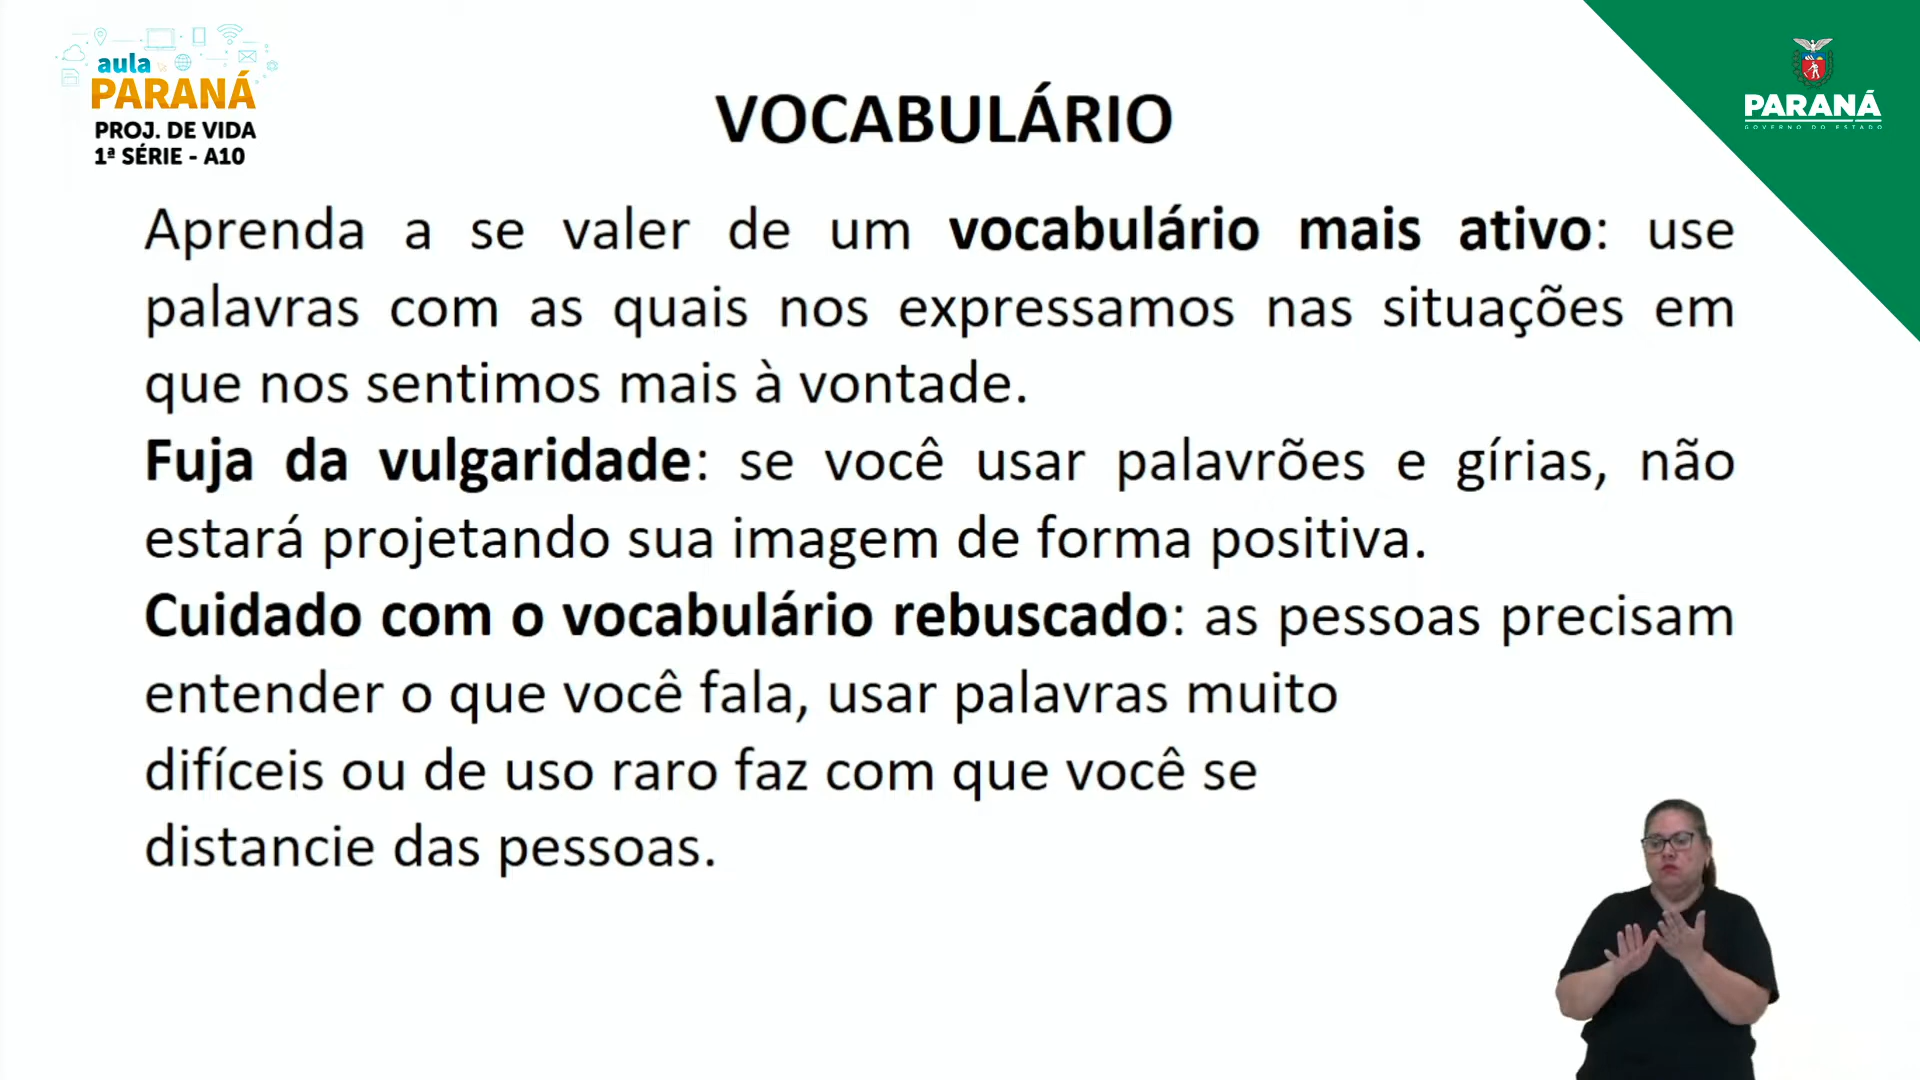 aula
PARANÁ
PROJ. DE VIDA
1ª SÉRIE - A10
PARANÁ
GOVERNO DO ESTADO
VOCABULÁRIO
Aprenda a se valer de um vocabulário mais ativo: use
palavras com as quais nos expressamos nas situações em
que nos sentimos mais à vontade.
Fuja da vulgaridade: se você usar palavrões e gírias, não
estará projetando sua imagem de forma positiva.
Cuidado com o vocabulário rebuscado: as pessoas precisam
entender o que você fala, usar palavras muito
difíceis ou de uso raro faz com que você se
distancie das pessoas.